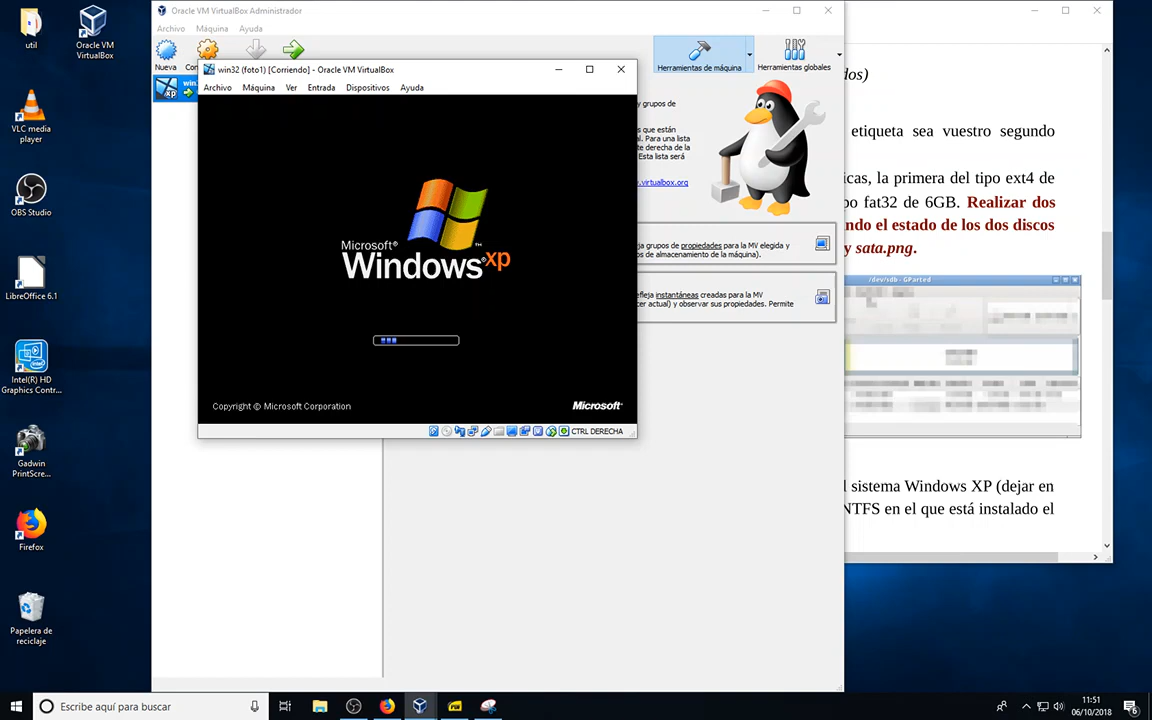 util
Oracle VM
VirtualBox
VLC media
player
OBS Studio
LibreOffice 6.1
Intel(R) HD
Graphics Contr...
Gadwin
PrintScre...
Firefox
Papelera de
reciclaje
Oracle VM VirtualBox Administrador
Archivo Máquina Ayuda
Nueva
Herramientas de máquina
Herramientas globales
win32 (foto1) [Corriendo] - Oracle VM VirtualBox
Archivo Máquina Ver Entrada Dispositivos Ayuda
Microsoft®
Windows® xp™
Copyright © Microsoft Corporation
Microsoft®
CTRL DERECHA
y grupos de
s que están
al. Para una lista
te derecha de la
Esta lista será
.virtualbox.org
ja grupos de propiedades para la MV elegida y
s de almacenamiento de la máquina).
efleja instantáneas creadas para la MV
cer actual) y observar sus propiedades. Permite
dos)
etiqueta sea vuestro segundo
icas, la primera del tipo ext4 de
po fat32 de 6GB. Realizar dos
ndo el estado de los dos discos
y sata.png.
/dev/sdb - GParted
l sistema Windows XP (dejar en
NTFS en el que está instalado el
Escribe aquí para buscar
11:51
06/10/2018
6